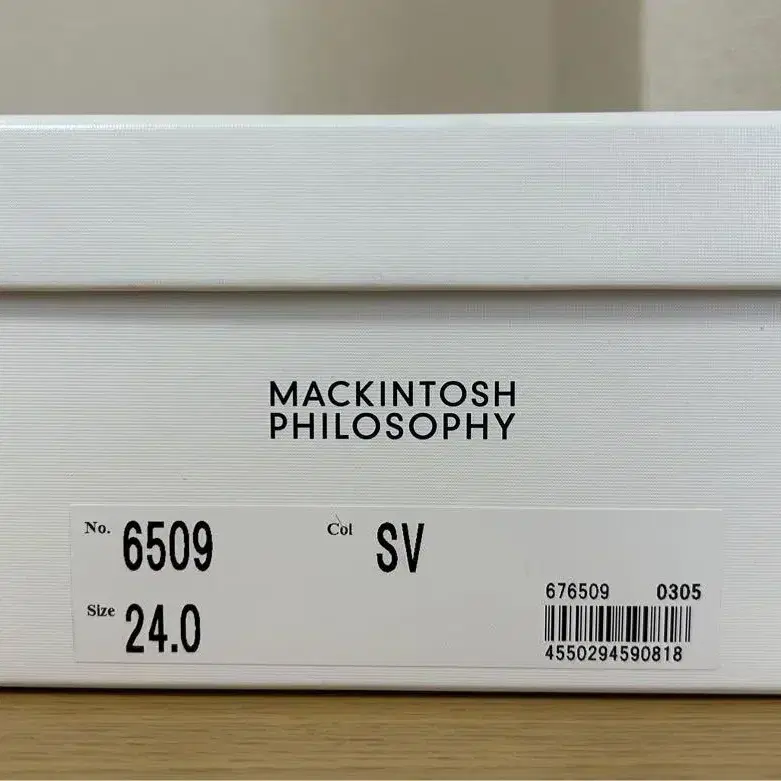 MACKINTOSH
PHILOSOPHY
No. 6509 Col SV
Size 24.0
676509 0305
4550294590818